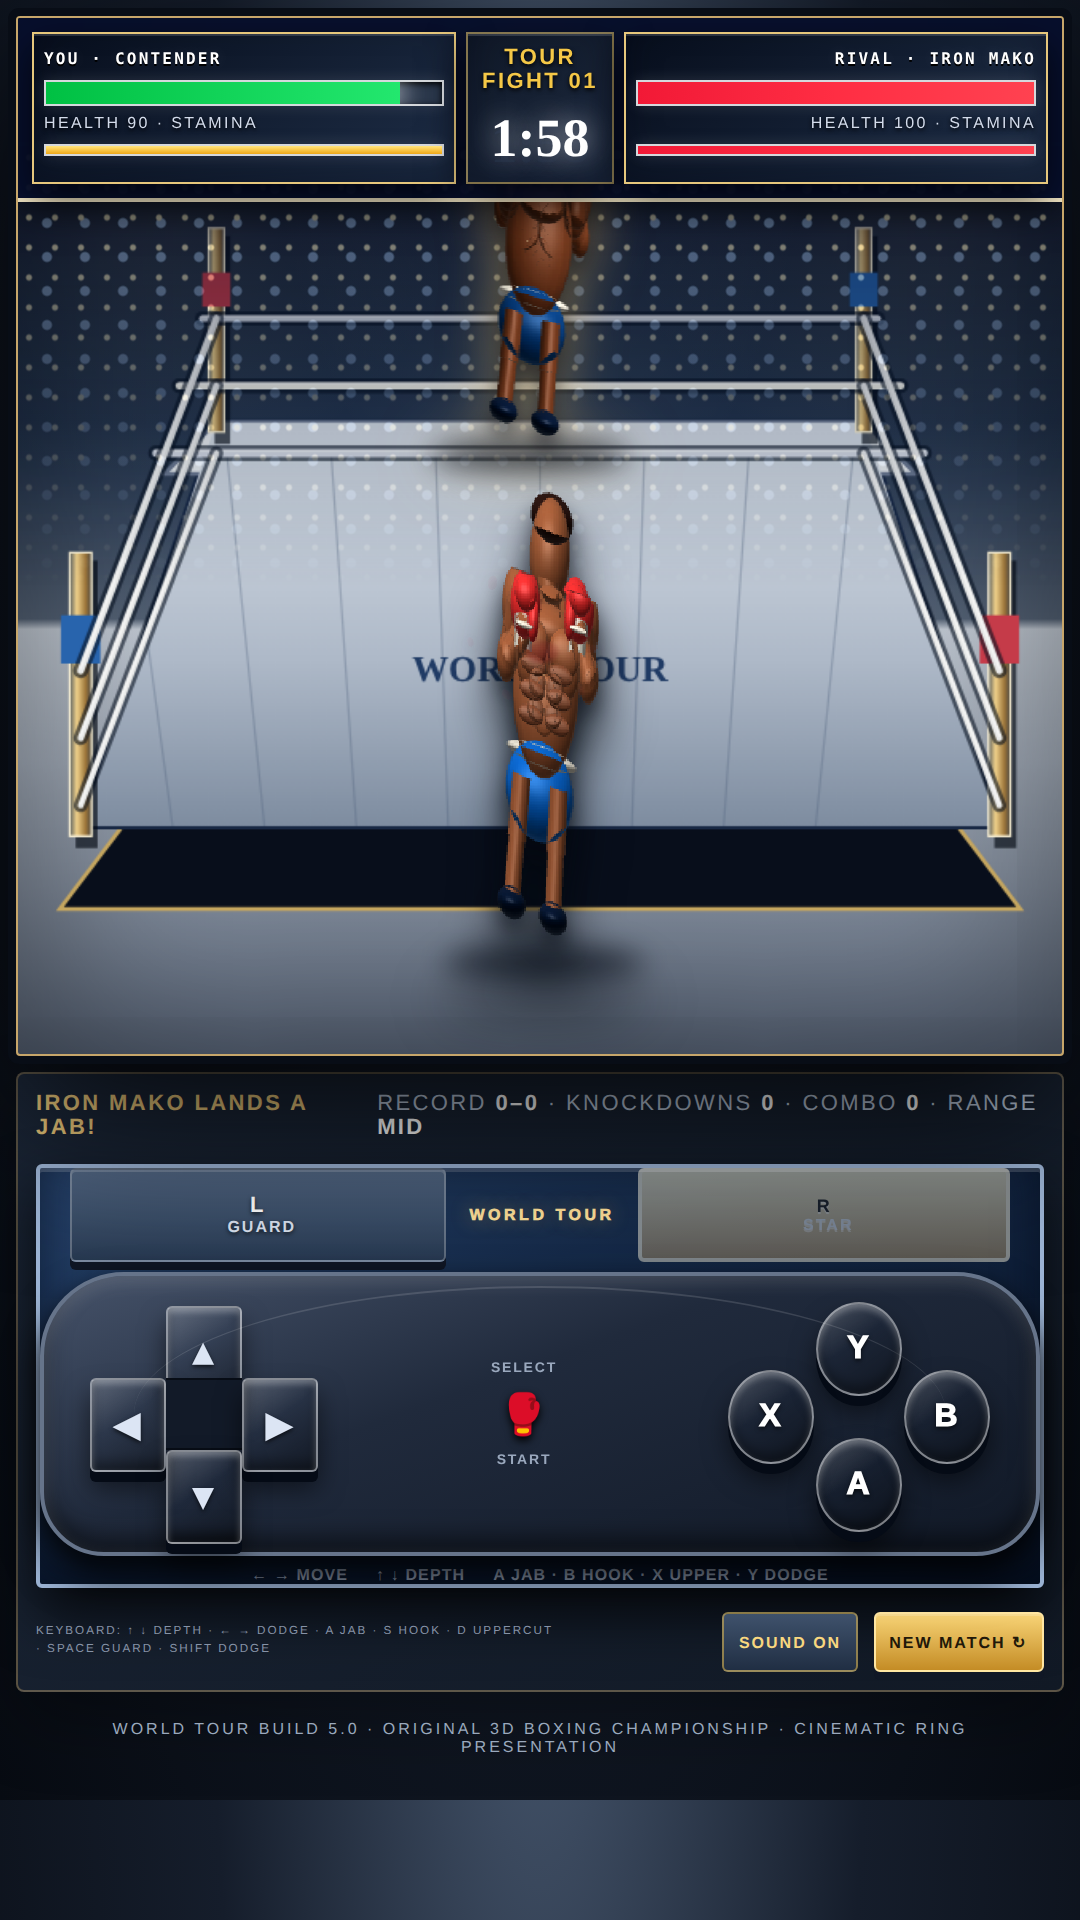 YOU · CONTENDER
HEALTH 90 · STAMINA
TOUR
FIGHT 01
1:58
RIVAL · IRON MAKO
HEALTH 100 · STAMINA
WOR OUR
IRON MAKO LANDS A
JAB!
RECORD 0–0 · KNOCKDOWNS 0 · COMBO 0 · RANGE
MID
L
GUARD
WORLD TOUR
R
STAR
▲
◀ ▶
▼
SELECT
START
Y
X B
A
← → MOVE ↑ ↓ DEPTH A JAB · B HOOK · X UPPER · Y DODGE
KEYBOARD: ↑ ↓ DEPTH · ← → DODGE · A JAB · S HOOK · D UPPERCUT
· SPACE GUARD · SHIFT DODGE
SOUND ON
NEW MATCH ↻
WORLD TOUR BUILD 5.0 · ORIGINAL 3D BOXING CHAMPIONSHIP · CINEMATIC RING
PRESENTATION